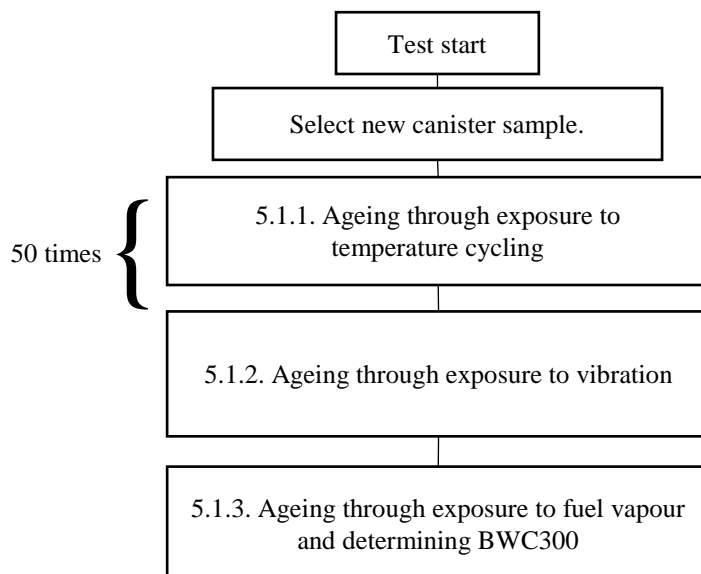 Test start
Select new canister sample.
5.1.1. Ageing through exposure to
temperature cycling
50 times
5.1.2. Ageing through exposure to vibration
5.1.3. Ageing through exposure to fuel vapour
and determining BWC300